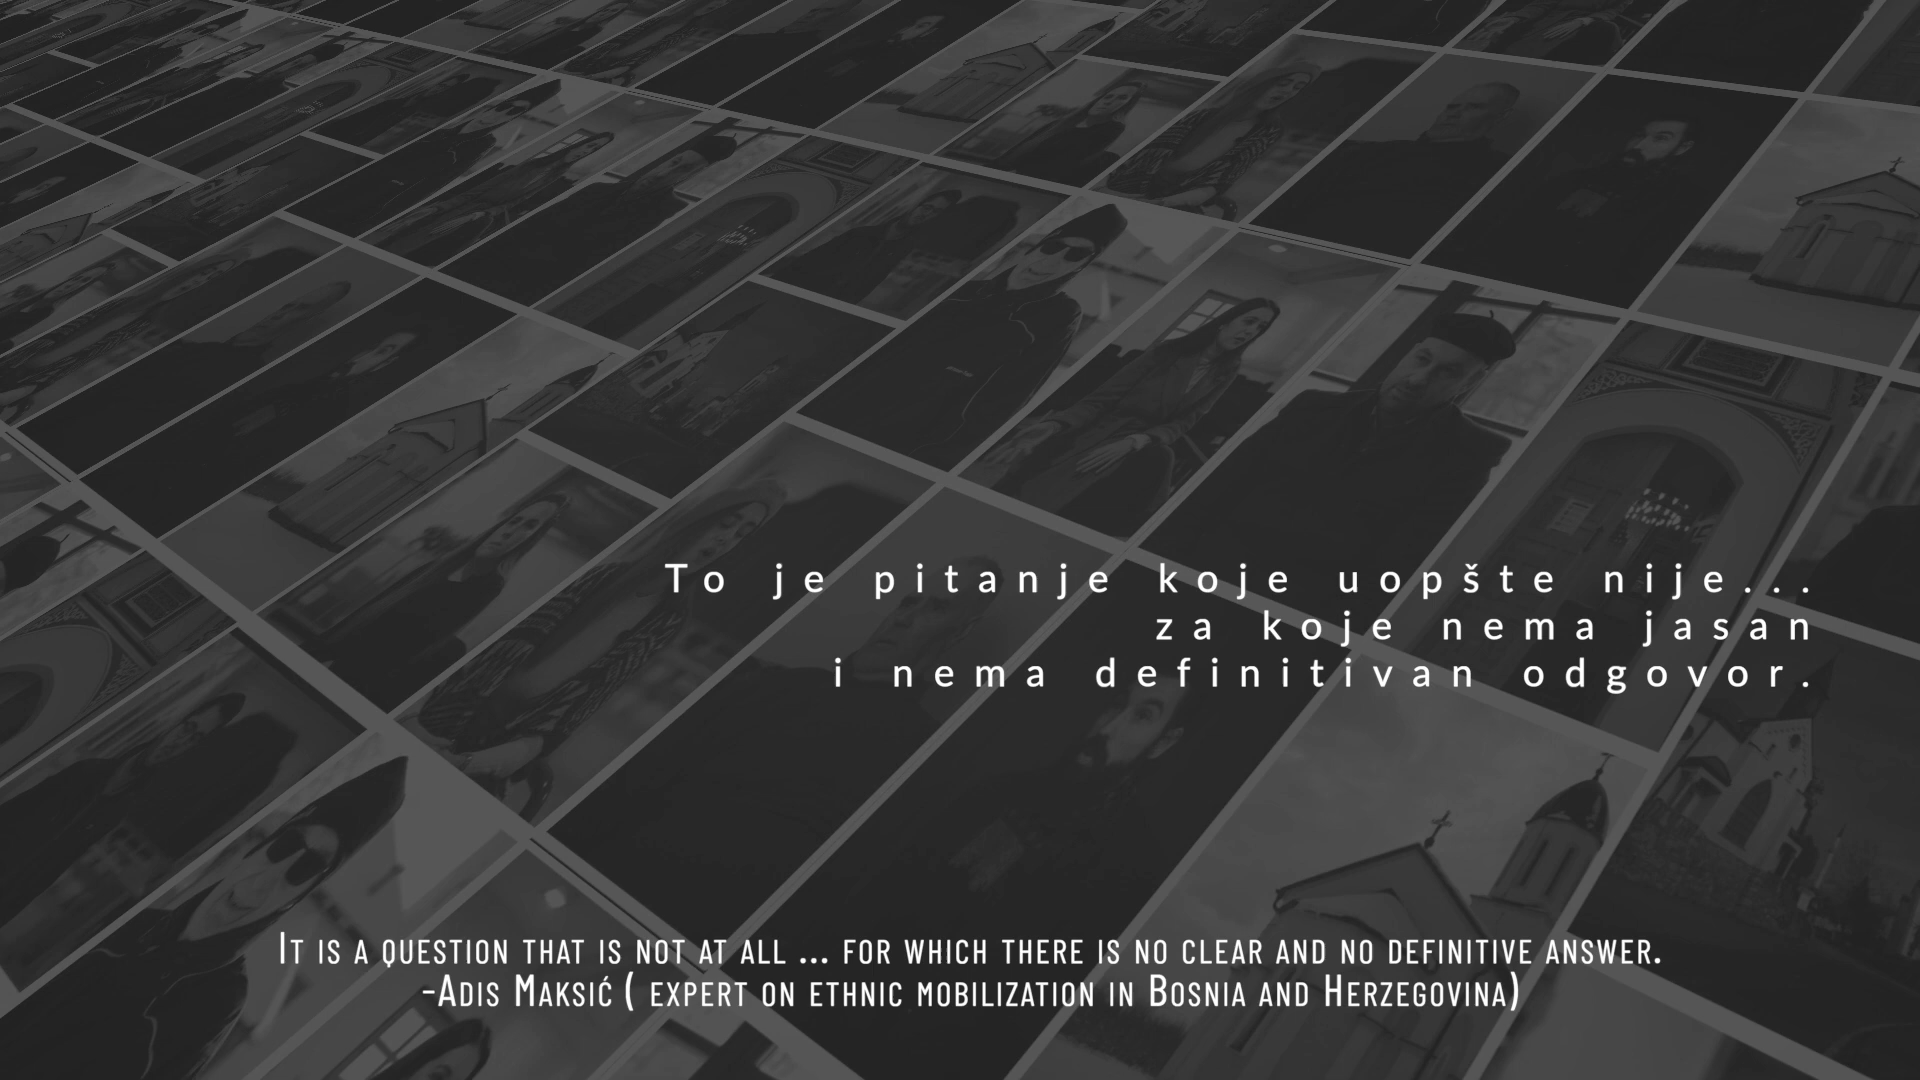 To je pitanje koje uopšte nije...
za koje nema jasan
i nema definitivan odgovor.
It is a question that is not at all ... for which there is no clear and no definitive answer.
-Adis Maksić ( expert on ethnic mobilization in Bosnia and Herzegovina)